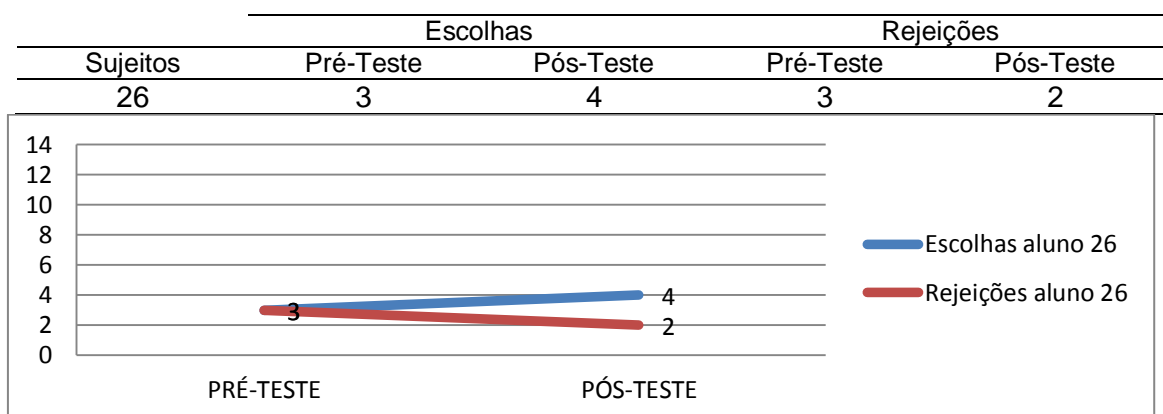 Escolhas Rejeições
Sujeitos Pré-Teste Pós-Teste Pré-Teste Pós-Teste
26 3 4 3 2
14
12
10
8
6
4
2
0
3
3
4
2
PRÉ-TESTE PÓS-TESTE
Escolhas aluno 26
Rejeições aluno 26